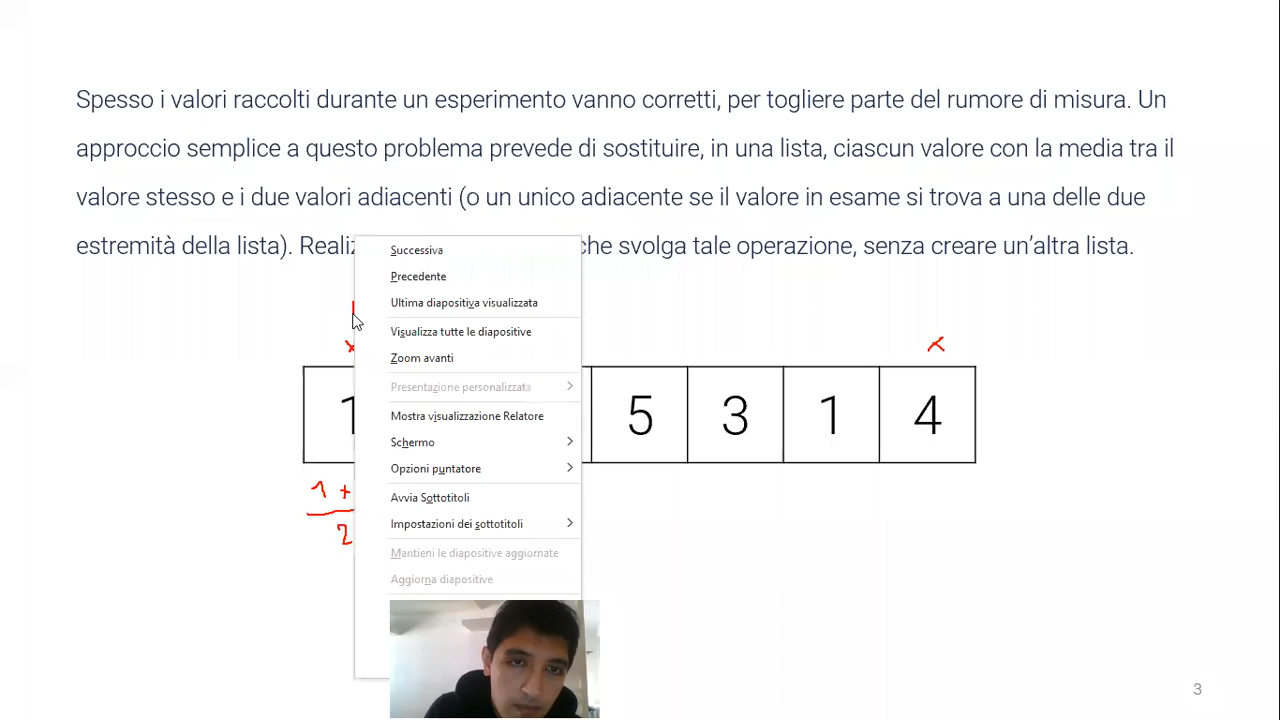 Spesso i valori raccolti durante un esperimento vanno corretti, per togliere parte del rumore di misura. Un
approccio semplice a questo problema prevede di sostituire, in una lista, ciascun valore con la media tra il
valore stesso e i due valori adiacenti (o un unico adiacente se il valore in esame si trova a una delle due
estremità della lista). che svolga tale operazione, senza creare un'altra lista.
Successiva
Precedente
Ultima diapositiva visualizzata
Visualizza tutte le diapositive
Zoom avanti
Presentazione personalizzata
Mostra visualizzazione Relatore
Schermo
Opzioni puntatore
Avvia Sottotitoli
Impostazioni dei sottotitoli
Mantieni le diapositive aggiornate
Aggiorna diapositive
x x
1 5 3 1 4
1 +
2
3